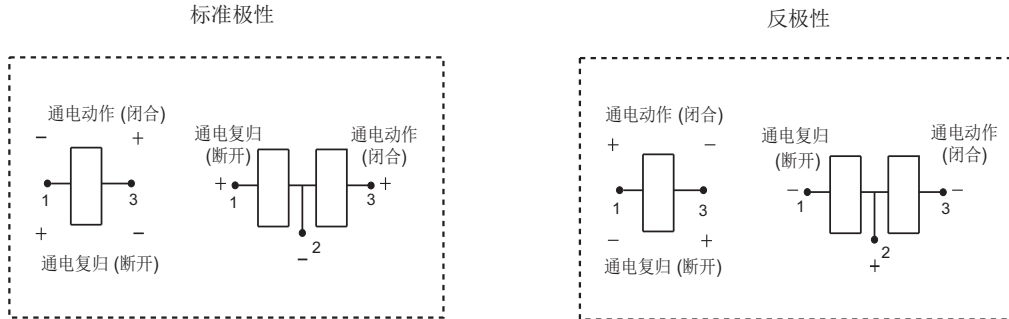 标准极性
通电动作 (闭合)
− +
1 3
+ −
通电复归 (断开)
通电复归
(断开)
通电动作
(闭合)
+ +
1 3
2
−
反极性
通电动作 (闭合)
+ −
1 3
− +
通电复归 (断开)
通电复归
(断开)
通电动作
(闭合)
− −
1 3
2
+